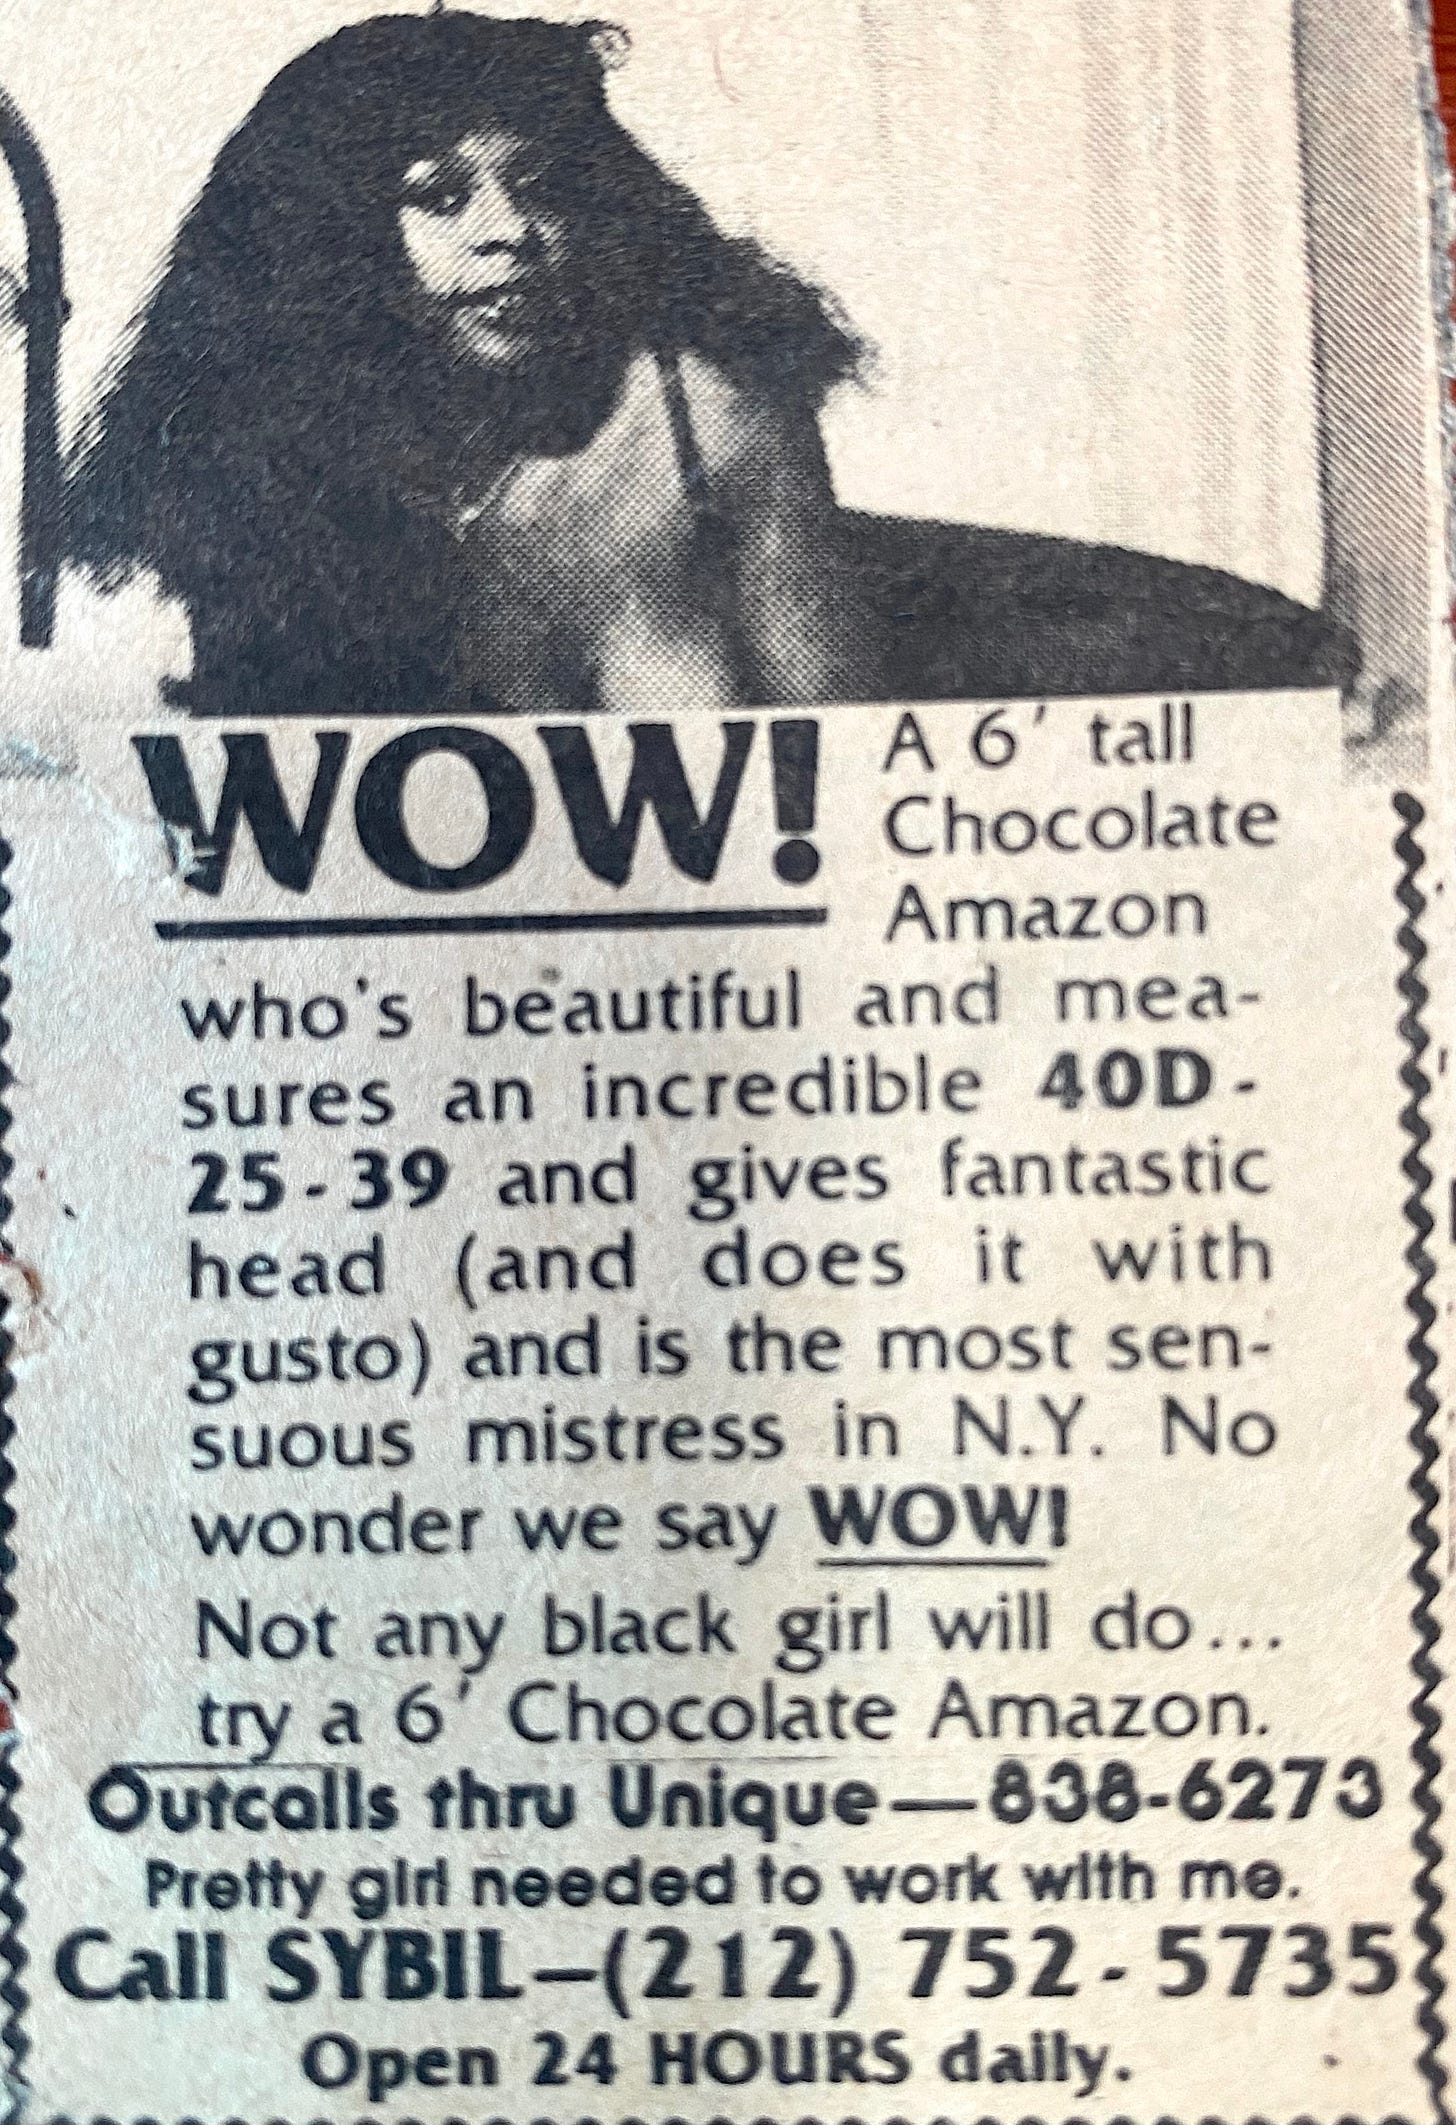 WOW! A 6' tall
Chocolate
Amazon
who's beautiful and mea-
sures an incredible 40D-
25-39 and gives fantastic
head (and does it with
gusto) and is the most sen-
suous mistress in N.Y. No
wonder we say WOW!
Not any black girl will do...
try a 6' Chocolate Amazon.
Outcalls thru Unique—838-6273
Pretty girl needed to work with me.
Call SYBIL—(212) 752-5735
Open 24 HOURS daily.